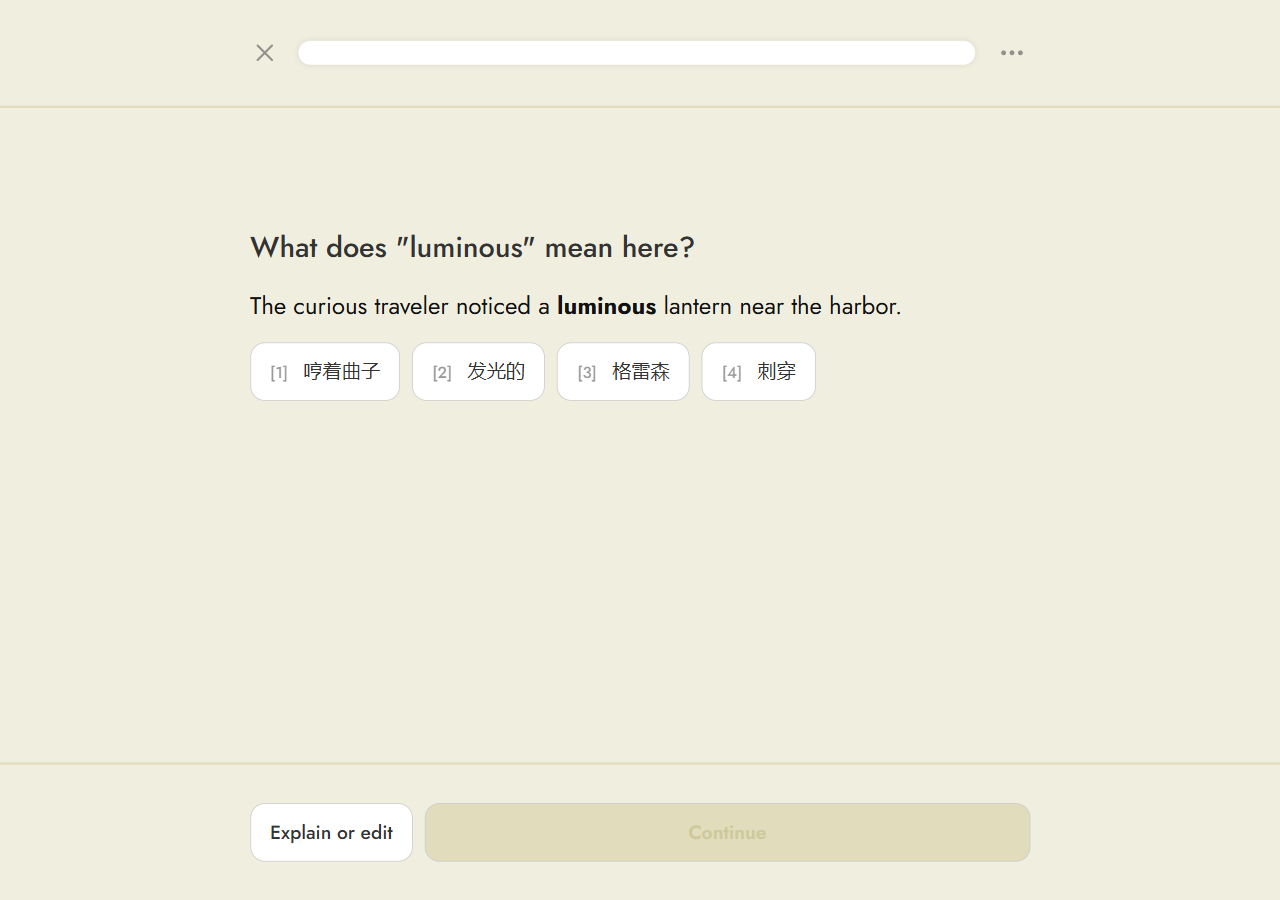 What does "luminous" mean here?
The curious traveler noticed a luminous lantern near the harbor.
[1] 哼着曲子 [2] 发光的 [3] 格雷森 [4] 刺穿
Explain or edit Continue